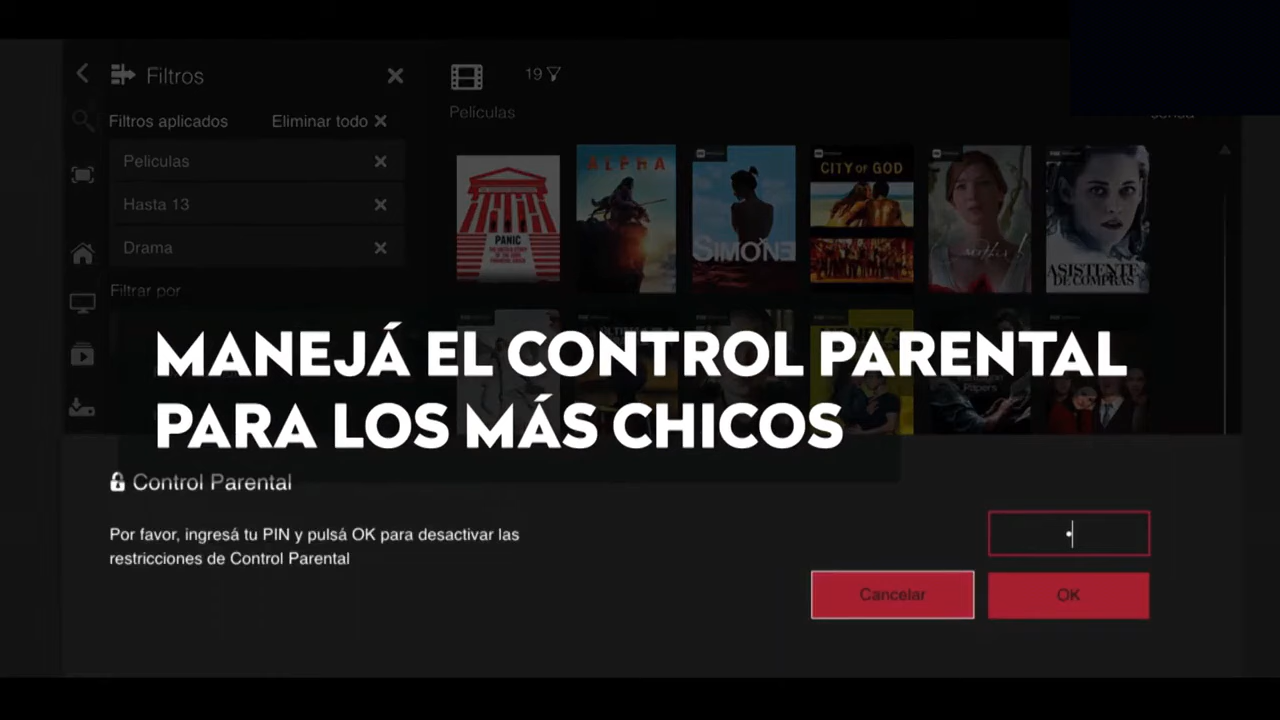 Filtros
19
Filtros aplicados
Eliminar todo
Películas
Peliculas
Hasta 13
Drama
Filtrar por
PANIC
ALPHA
SIMONE
CITY OF GOD
ASISTENTE
DE COMPRAS
MANEJÁ EL CONTROL PARENTAL
PARA LOS MÁS CHICOS
Papers
Control Parental
Por favor, ingresá tu PIN y pulsá OK para desactivar las
restricciones de Control Parental
Cancelar
OK